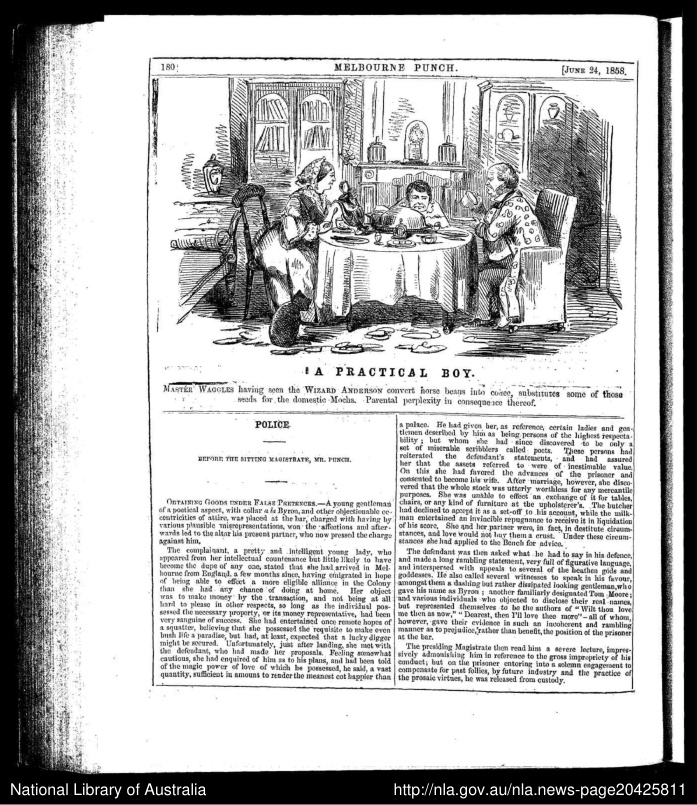 180
MELBOURNE PUNCH.
[JUNE 24, 1858.
A PRACTICAL BOY.
MASTER WAGGLES having seen the WIZARD ANDERSON convert horse beans into coffee, substitutes some of those
seeds for the domestic Mocha. Parental perplexity in consequence thereof.
POLICE.
BEFORE THE SITTING MAGISTRATE, MR. PUNCH.
OBTAINING GOODS UNDER FALSE PRETENCES.—A young gentleman
of a poetical aspect, with collar a la Byron, and other objectionable ec-
centricities of attire, was placed at the bar, charged with having by
various plausible misrepresentations, won the affections and after-
wards led to the altar his present partner, who now pressed the charge
against him.
The complainant, a pretty and intelligent young lady, who
appeared from her intellectual countenance but little likely to have
become the dupe of any one, stated that she had arrived in Mel-
bourne from England, a few months since, having emigrated in hope
of being able to effect a more eligible alliance in the Colony
than she had any chance of doing at home. Her object
was to make money by the transaction, and not being at all
hard to please in other respects, so long as the individual pos-
sessed the necessary property, or its money representative, had been
very sanguine of success. She had entertained once remote hopes of
a squatter, believing that she possessed the requisite to make even
bush life a paradise, but had, at least, expected that a lucky digger
might be secured. Unfortunately, just after landing, she met with
the defendant, who had made her proposals. Feeling somewhat
cautious, she had enquired of him as to his plans, and had been told
of the magic power of love of which he possessed, he said, a vast
quantity, sufficient in amount to render the meanest cot happier than
a palace. He had given her, as reference, certain ladies and gen-
tlemen described by him as being persons of the highest respecta-
bility; but whom she had since discovered to be only a
set of miserable scribblers called poets. These persons had
reiterated the defendant's statements, and had assured
her that the assets referred to were of inestimable value.
On this she had favored the advances of the prisoner and
consented to become his wife. After marriage, however, she disco-
vered that the whole stock was utterly worthless for any mercantile
purposes. She was unable to effect an exchange of it for tables,
chairs, or any kind of furniture at the upholsterer's. The butcher
had declined to accept it as a set-off to his account, while the milk-
man entertained an invincible repugnance to receive it in liquidation
of his score. She and her partner were, in fact, in destitute circum-
stances, and love would not buy them a crust. Under these circum-
stances she had applied to the Bench for advice.
The defendant was then asked what he had to say in his defence,
and made a long rambling statement, very full of figurative language,
and interspersed with appeals to several of the heathen gods and
goddesses. He also called several witnesses to speak in his favour,
amongst them a dashing but rather dissipated looking gentleman, who
gave his name as Byron; another familiarly designated Tom Moore;
and various individuals who objected to disclose their real names,
but represented themselves to be the authors of "Wilt thou love
me then as now," "Dearest, then I'll love thee more"—all of whom,
however, gave their evidence in such an incoherent and rambling
manner as to prejudice, rather than benefit, the position of the prisoner
at the bar.
The presiding Magistrate then read him a severe lecture, impres-
sively admonishing him in reference to the gross impropriety of his
conduct, but on the prisoner entering into a solemn engagement to
compensate for past follies, by future industry and the practice of
the prosaic virtues, he was released from custody.
National Library of Australia
http://nla.gov.au/nla.news-page20425811